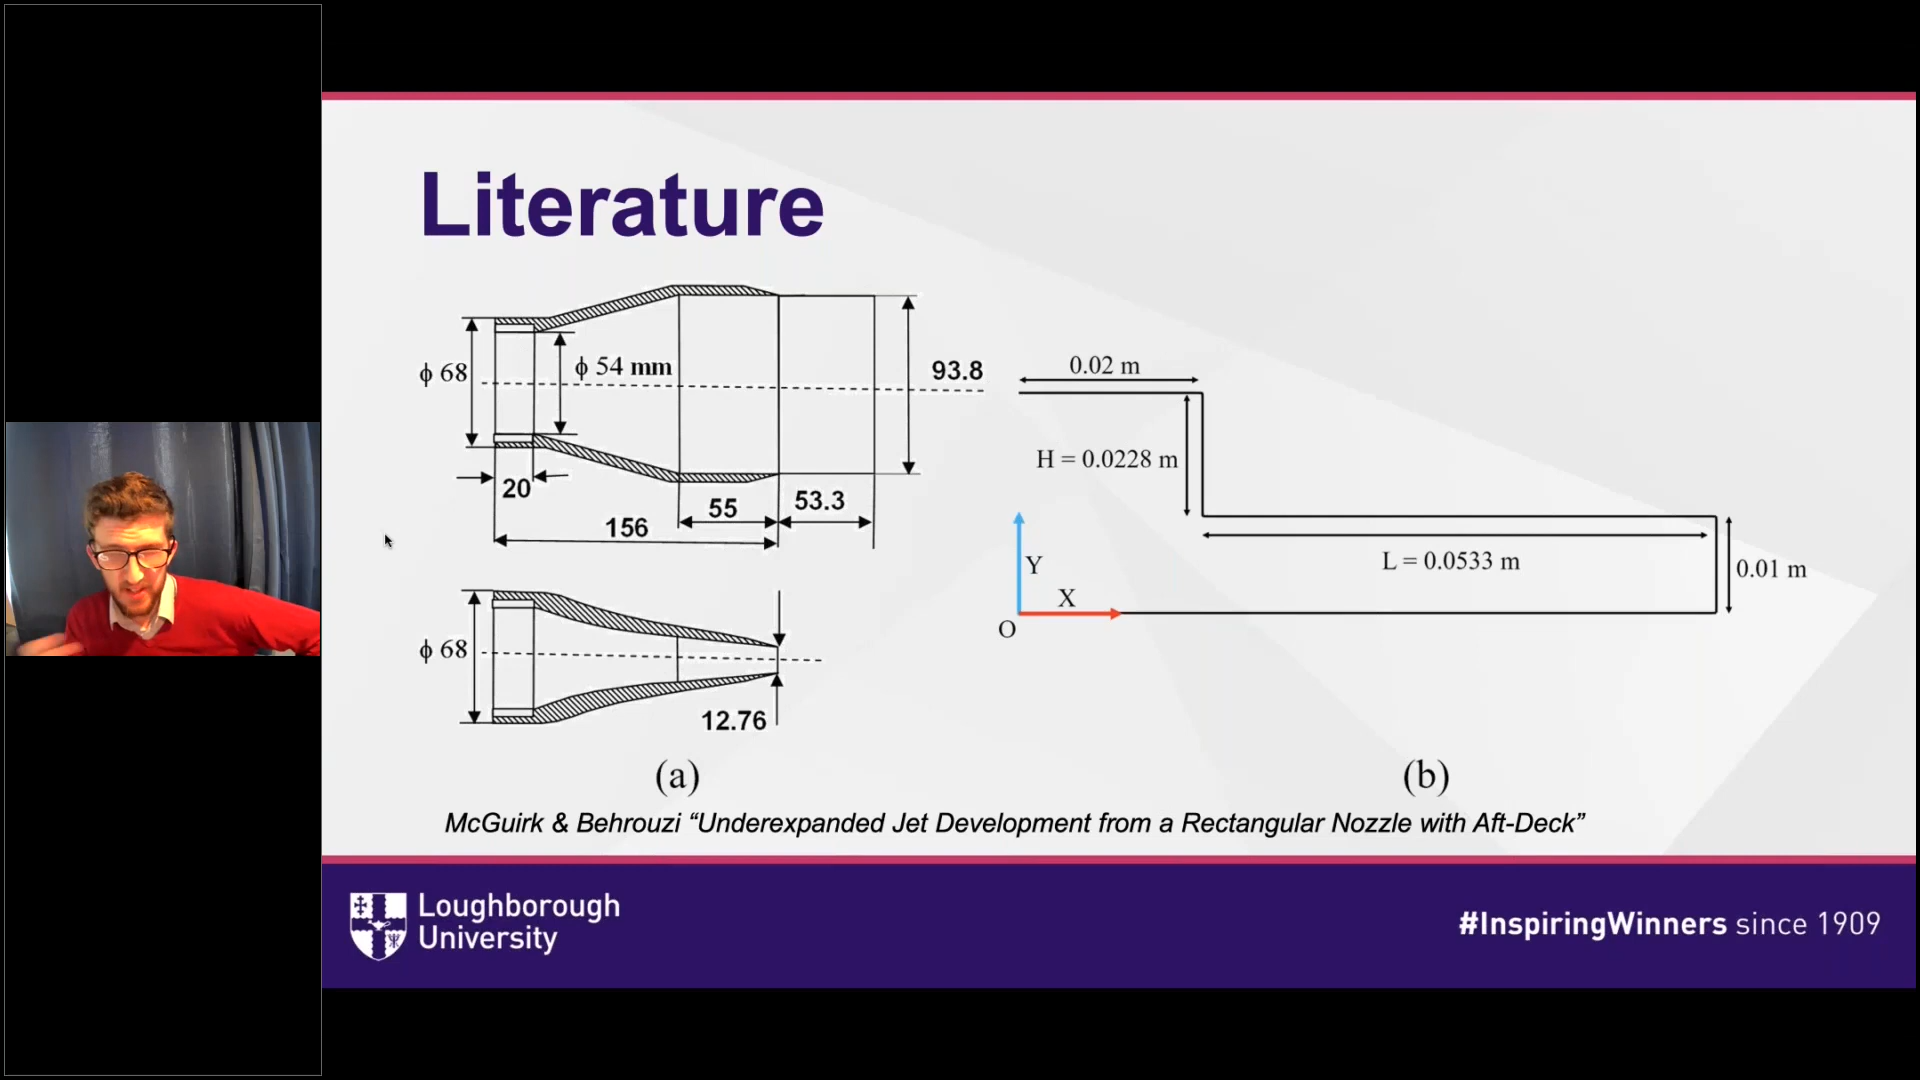 Literature
ϕ 68
ϕ 54 mm
93.8
20
55
53.3
156
ϕ 68
12.76
(a)
0.02 m
H = 0.0228 m
L = 0.0533 m
0.01 m
Y
X
O
(b)
McGuirk & Behrouzi “Underexpanded Jet Development from a Rectangular Nozzle with Aft-Deck”
Loughborough
University
#InspiringWinners since 1909